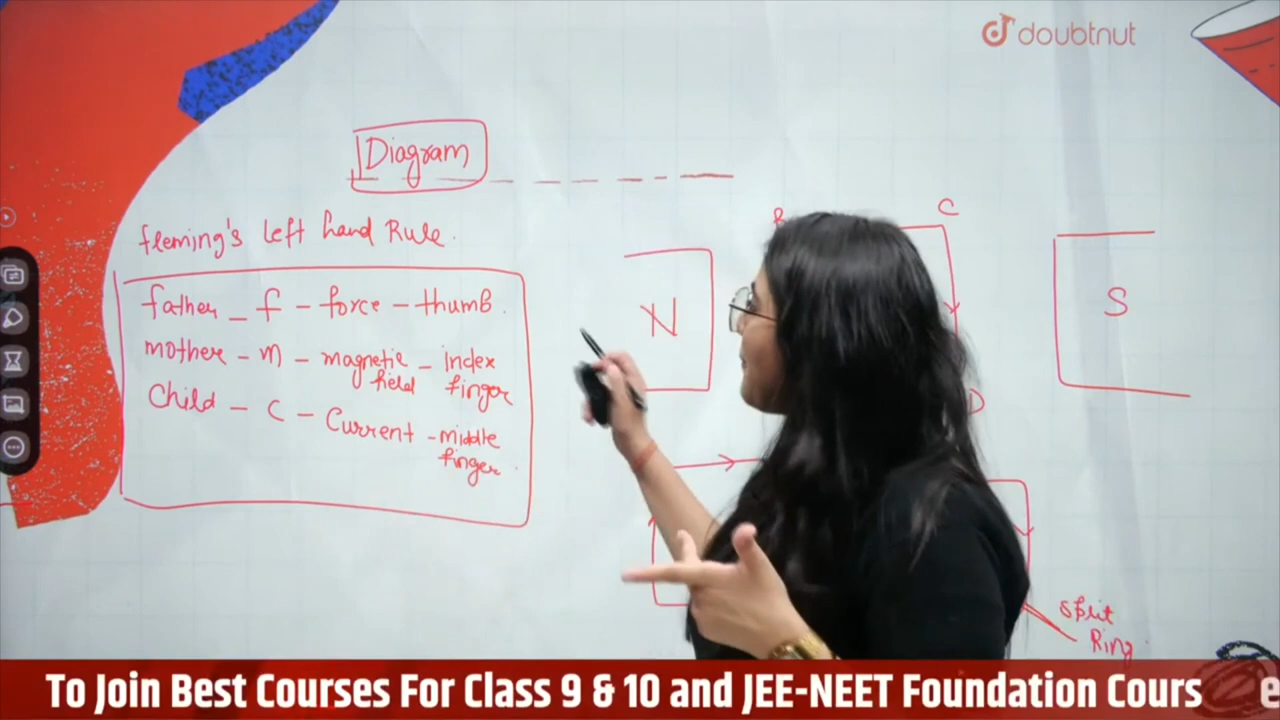 doubtnut
Diagram
fleming's left hand Rule.
father - f - force - thumb.
mother - m - magnetic field - index finger
Child - C - Current - middle finger.
B
C
N
S
D
split
Ring
To Join Best Courses For Class 9 & 10 and JEE-NEET Foundation Cours
e